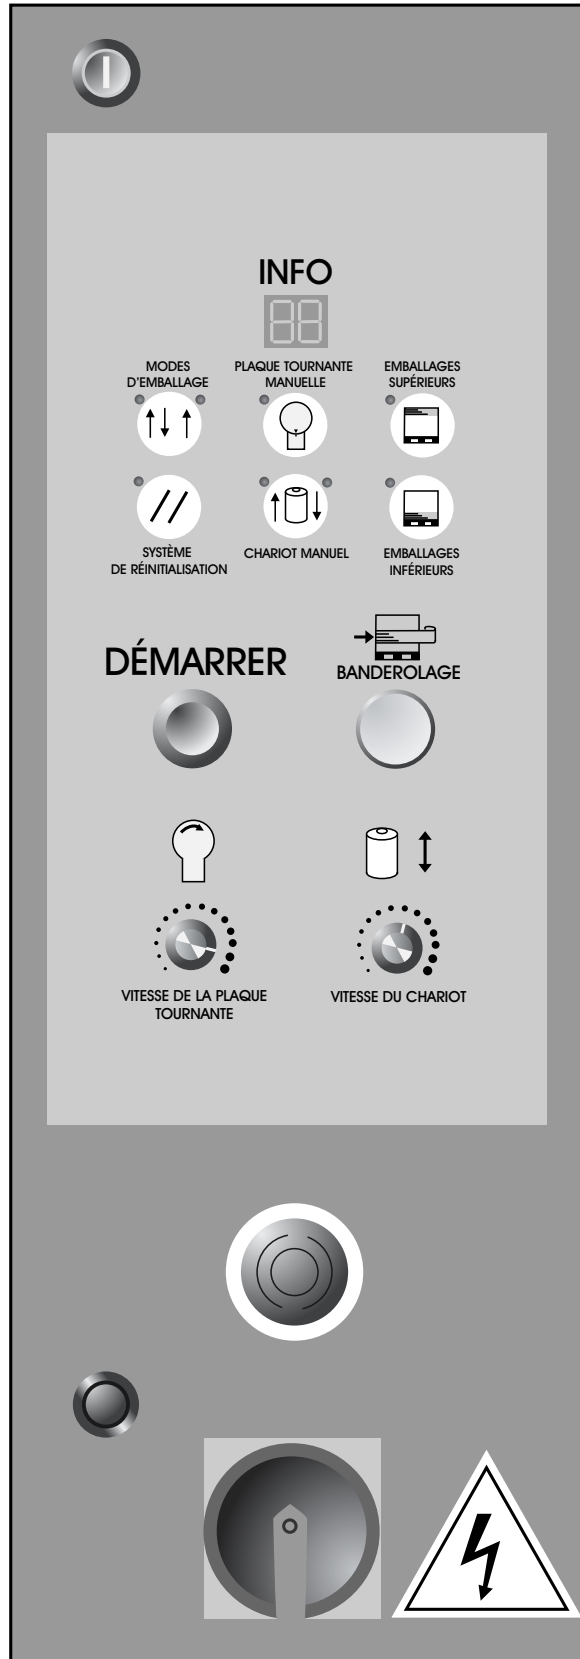 INFO
MODES
D'EMBALLAGE
PLAQUE TOURNANTE
MANUELLE
EMBALLAGES
SUPÉRIEURS
SYSTÈME
DE RÉINITIALISATION
CHARIOT MANUEL
EMBALLAGES
INFÉRIEURS
DÉMARRER
BANDEROLAGE
VITESSE DE LA PLAQUE
TOURNANTE
VITESSE DU CHARIOT